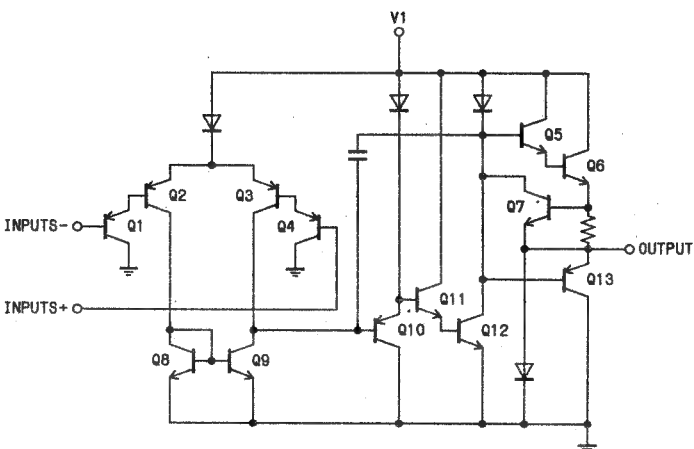 V1
Q5
Q6
Q2
Q3
Q7
Q1
Q4
INPUTS-
OUTPUT
Q13
INPUTS+
Q11
Q10
Q12
Q8
Q9